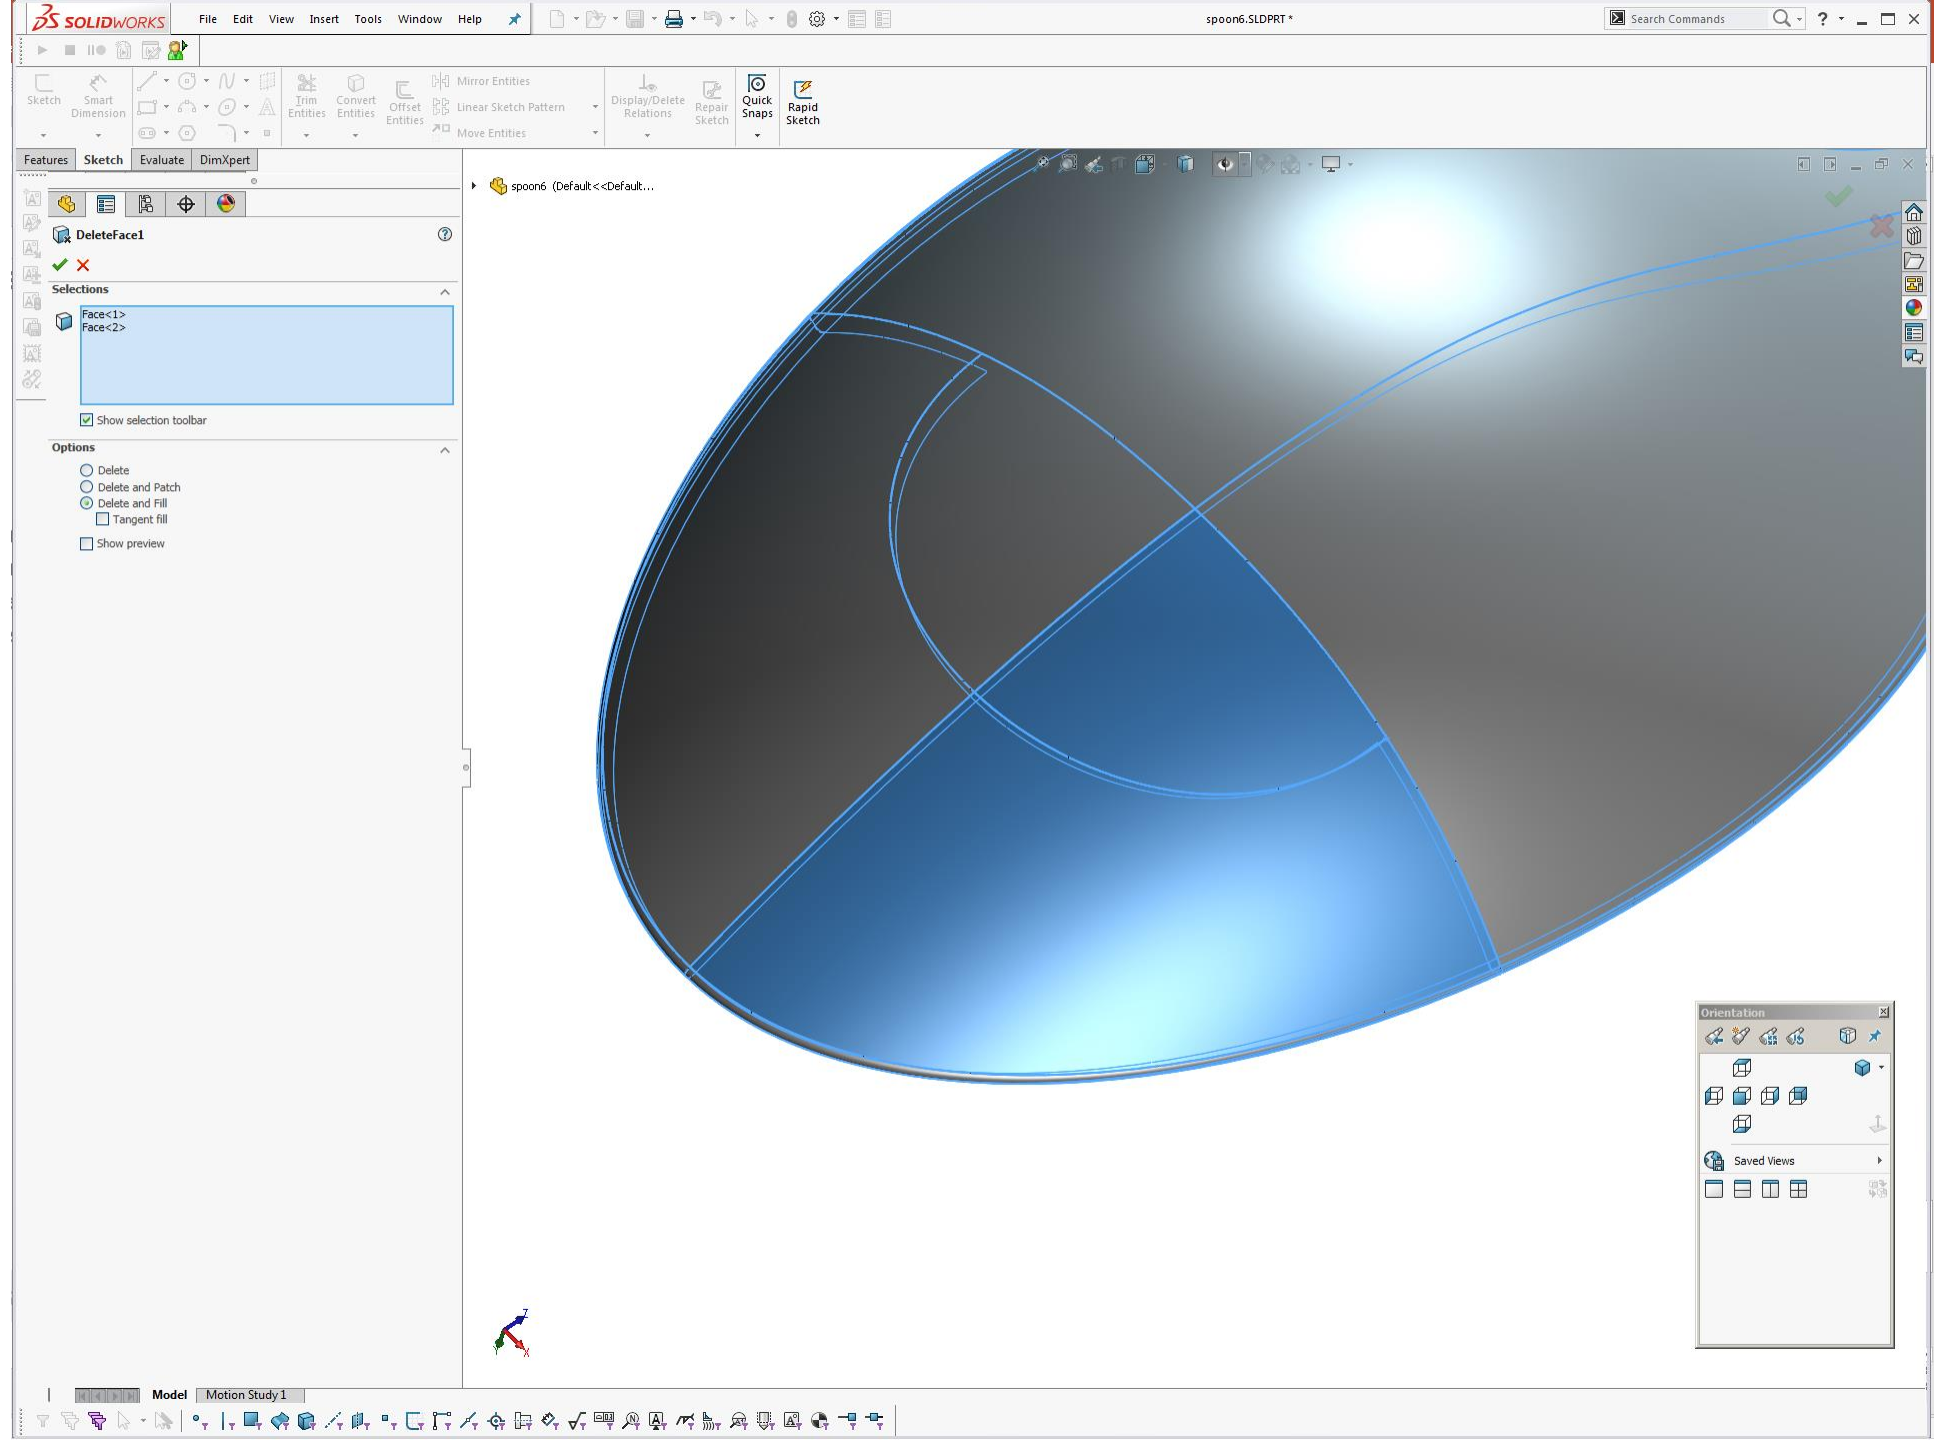 SOLIDWORKS
File Edit View Insert Tools Window Help
spoon6.SLDPRT *
Search Commands
?
Sketch
Smart Dimension
Trim Entities
Convert Entities
Offset Entities
Mirror Entities
Linear Sketch Pattern
Move Entities
Display/Delete Relations
Repair Sketch
Quick Snaps
Rapid Sketch
Features Sketch Evaluate DimXpert
spoon6 (Default<<Default...
DeleteFace1
Selections
Face<1>
Face<2>
Show selection toolbar
Options
Delete
Delete and Patch
Delete and Fill
Tangent fill
Show preview
Orientation
Saved Views
Z
Y
X
Model Motion Study 1